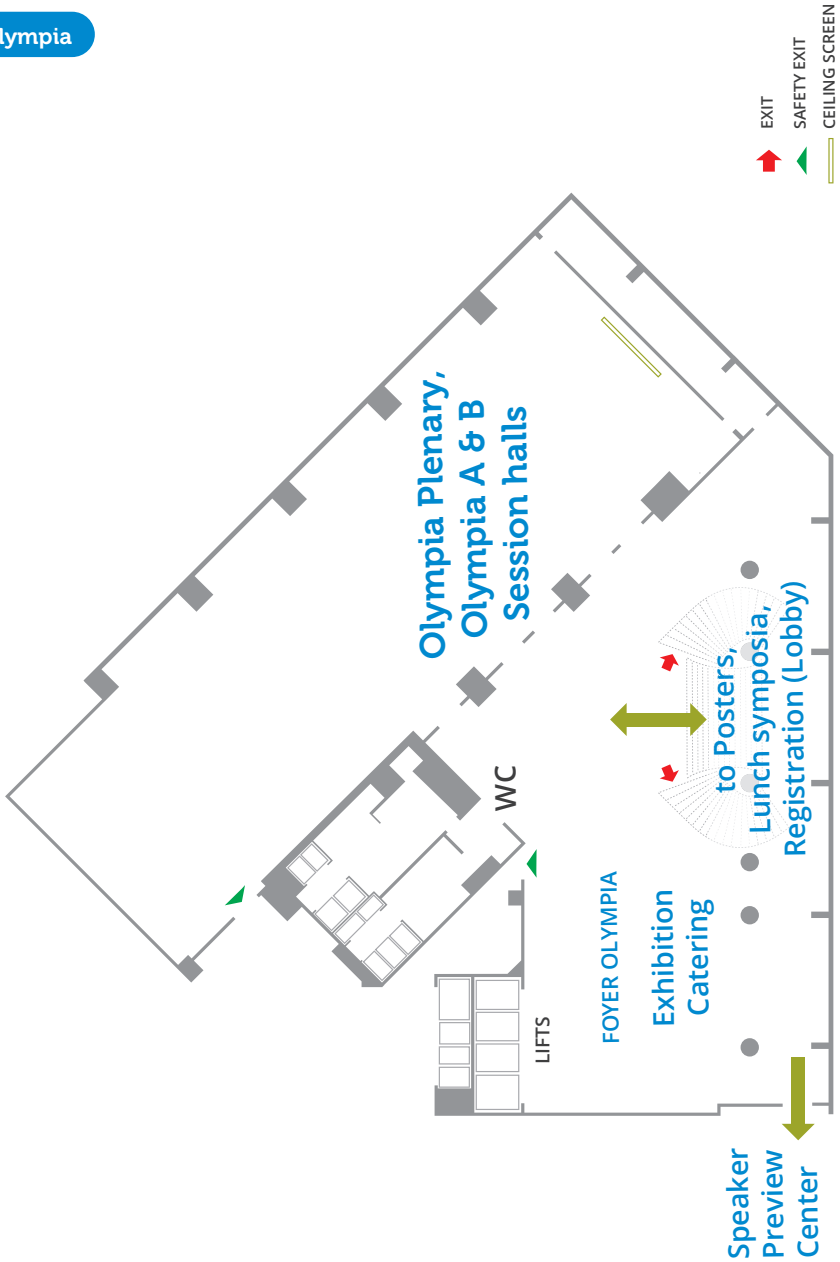 lympia
EXIT
SAFETY EXIT
CEILING SCREEN
Olympia Plenary,
Olympia A & B
Session halls
WC
LIFTS
FOYER OLYMPIA
Exhibition
Catering
to Posters,
Lunch symposia,
Registration (Lobby)
Speaker
Preview
Center